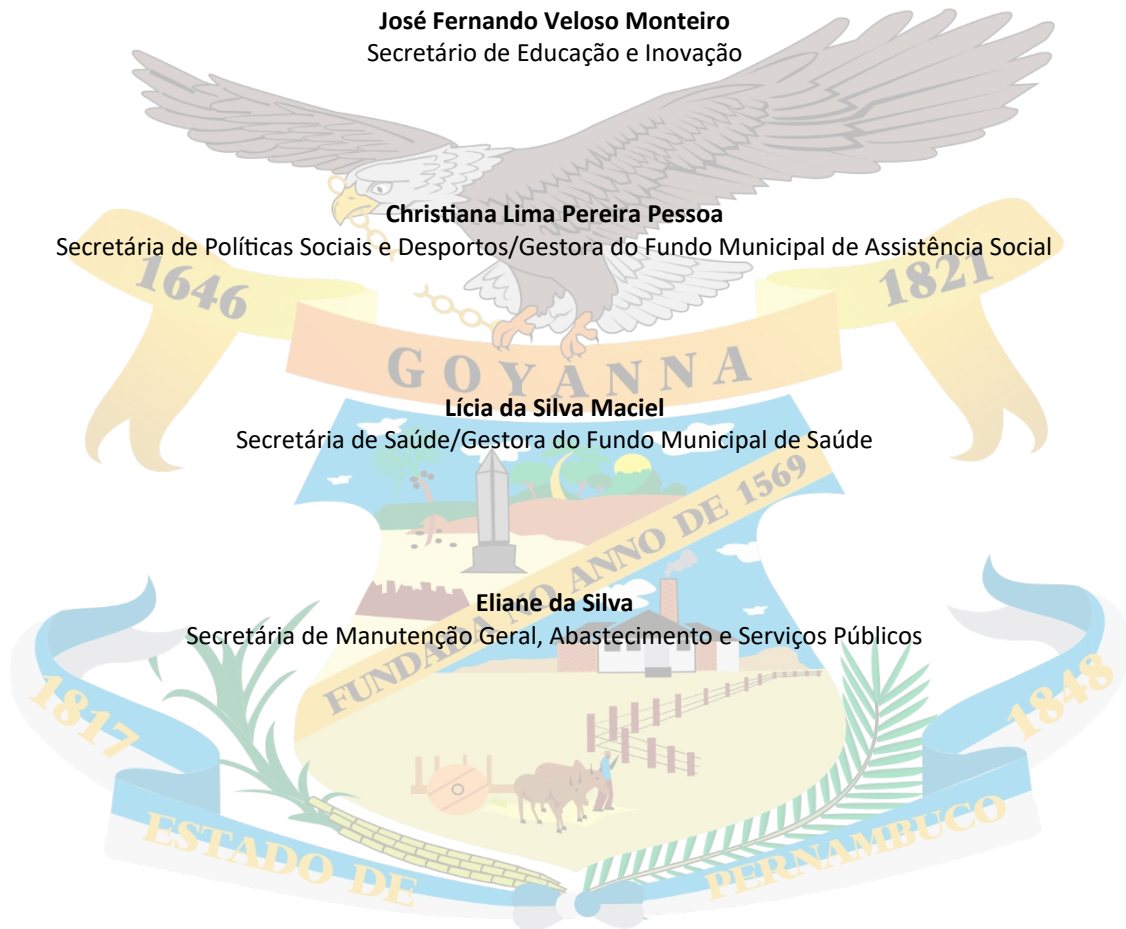 José Fernando Veloso Monteiro
Secretário de Educação e Inovação
Christiana Lima Pereira Pessoa
Secretária de Políticas Sociais e Desportos/Gestora do Fundo Municipal de Assistência Social
1646
1821
GOYANNA
Lícia da Silva Maciel
Secretária de Saúde/Gestora do Fundo Municipal de Saúde
FUNDADA NO ANNO DE 1569
Eliane da Silva
Secretária de Manutenção Geral, Abastecimento e Serviços Públicos
1817
1848
ESTADO DE
PERNAMBUCO